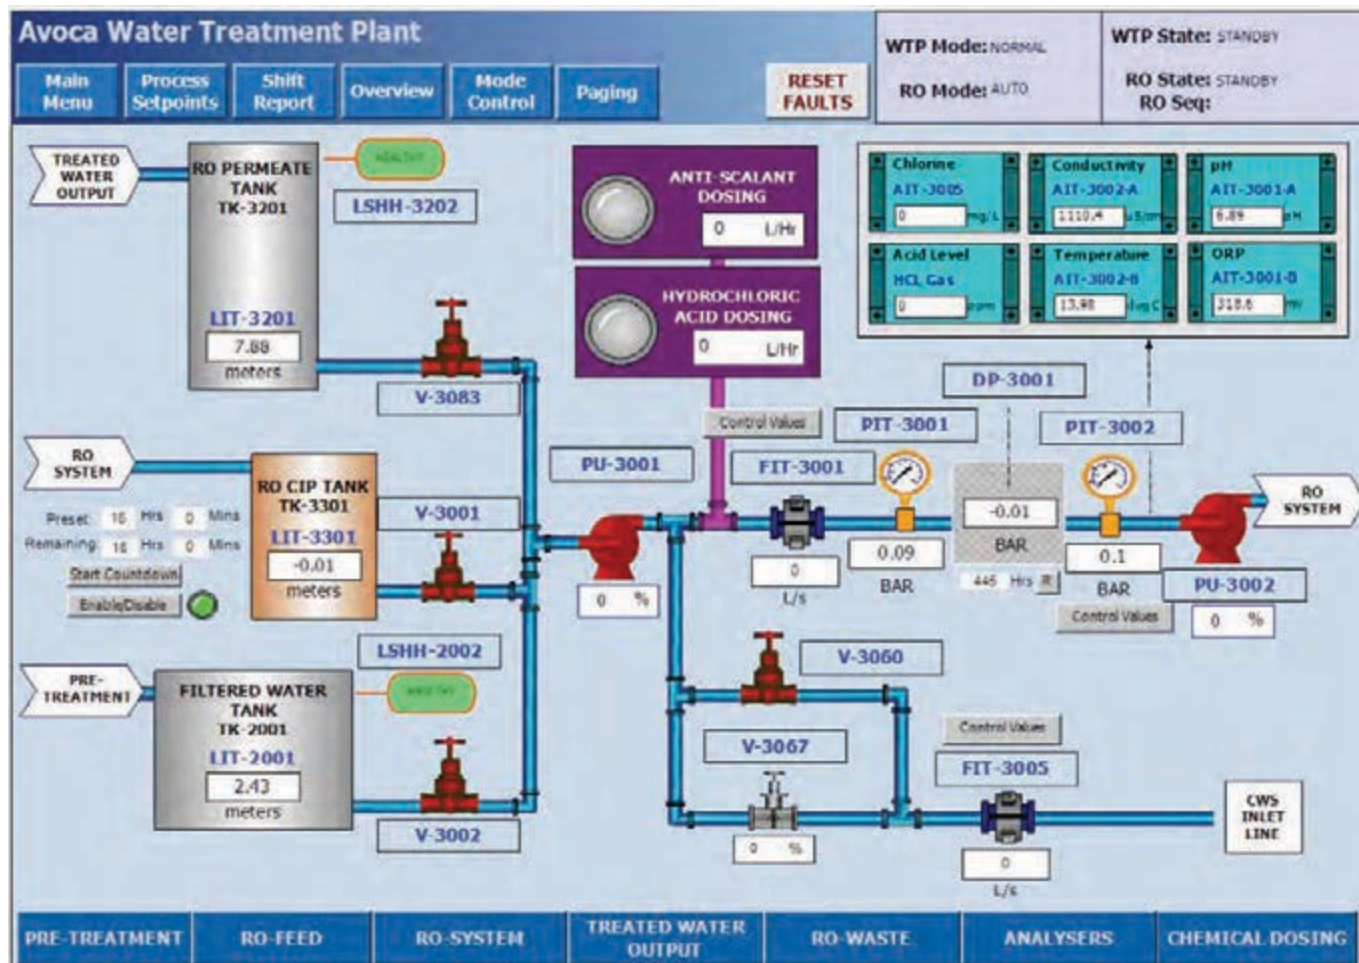 Avoca Water Treatment Plant
WTP Mode: NORMAL
WTP State: STANDBY
RO Mode: AUTO
RO State: STANDBY
RO Seq:
Main
Menu
Process
Setpoints
Shift
Report
Overview
Mode
Control
Paging
RESET
FAULTS
TREATED
WATER
OUTPUT
RO PERMEATE
TANK
TK-3201
HEALTHY
LSHH-3202
LIT-3201
7.88
meters
V-3083
ANTI-SCALANT
DOSING
0 L/Hr
HYDROCHLORIC
ACID DOSING
0 L/Hr
Chlorine
AIT-3005
0 mg/L
Conductivity
AIT-3002-A
1110.4 uS/cm
pH
AIT-3001-A
6.89 pH
Acid Level
HCL Gas
0 ppm
Temperature
AIT-3002-B
13.98 deg C
ORP
AIT-3001-B
318.6 mV
RO
SYSTEM
RO CIP TANK
TK-3301
LIT-3301
-0.01
meters
V-3001
Preset: 16 Hrs 0 Mins
Remaining: 16 Hrs 0 Mins
Start Countdown
Enable/Disable
PU-3001
0 %
Control Values
FIT-3001
0
L/s
PIT-3001
0.09
BAR
DP-3001
-0.01
BAR
446 Hrs R
PIT-3002
0.1
BAR
Control Values
RO
SYSTEM
PU-3002
0 %
PRE-
TREATMENT
FILTERED WATER
TANK
TK-2001
LIT-2001
2.43
meters
LSHH-2002
V-3002
V-3060
V-3067
0 %
Control Values
FIT-3005
0
L/s
CWS
INLET
LINE
PRE-TREATMENT
RO-FEED
RO-SYSTEM
TREATED WATER
OUTPUT
RO-WASTE
ANALYSERS
CHEMICAL DOSING